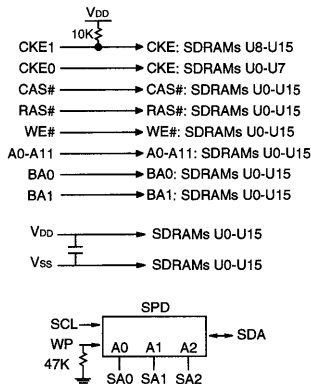 VDD
10K
CKE1 CKE: SDRAMs U8-U15
CKE0 CKE: SDRAMs U0-U7
CAS# CAS#: SDRAMs U0-U15
RAS# RAS#: SDRAMs U0-U15
WE# WE#: SDRAMs U0-U15
A0-A11 A0-A11: SDRAMs U0-U15
BA0 BA0: SDRAMs U0-U15
BA1 BA1: SDRAMs U0-U15
VDD SDRAMs U0-U15
VSS SDRAMs U0-U15
SPD
SCL
WP A0 A1 A2 SDA
47K
SA0 SA1 SA2